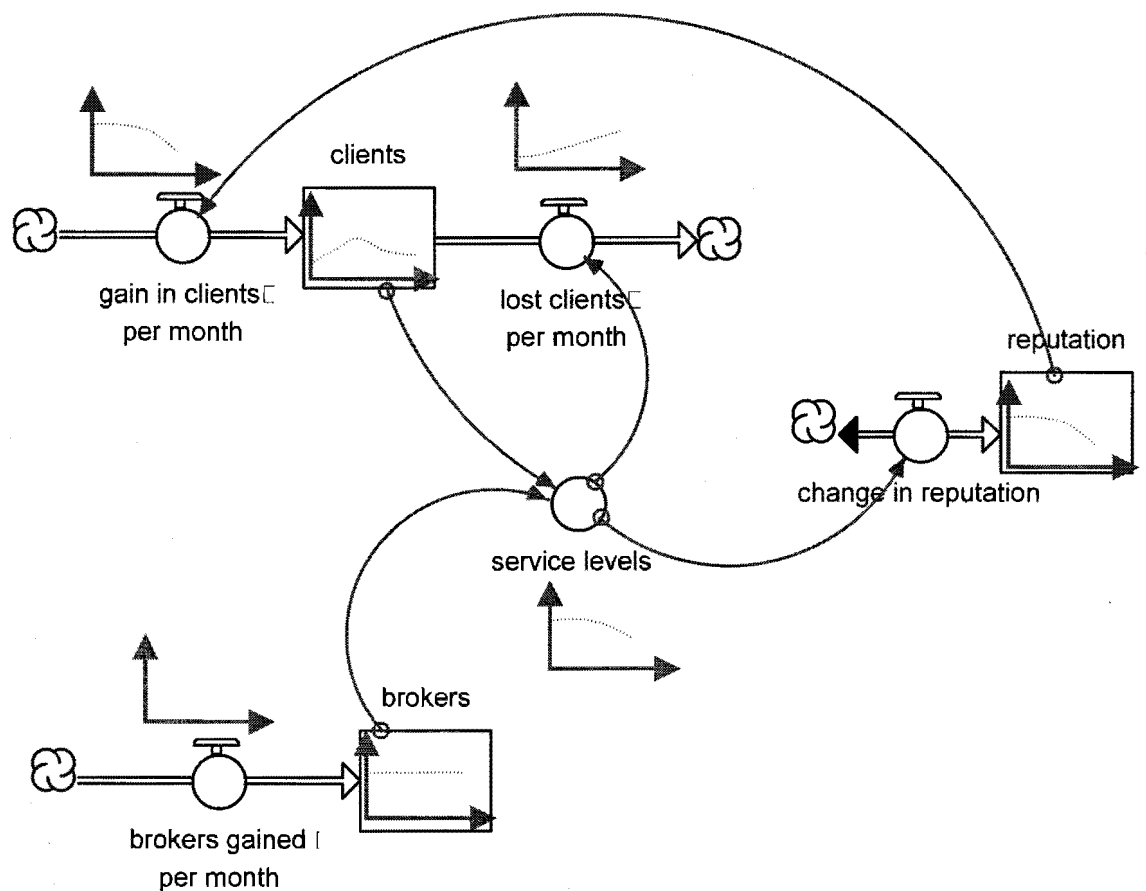 clients
gain in clients
per month
lost clients
per month
reputation
change in reputation
service levels
brokers
brokers gained
per month